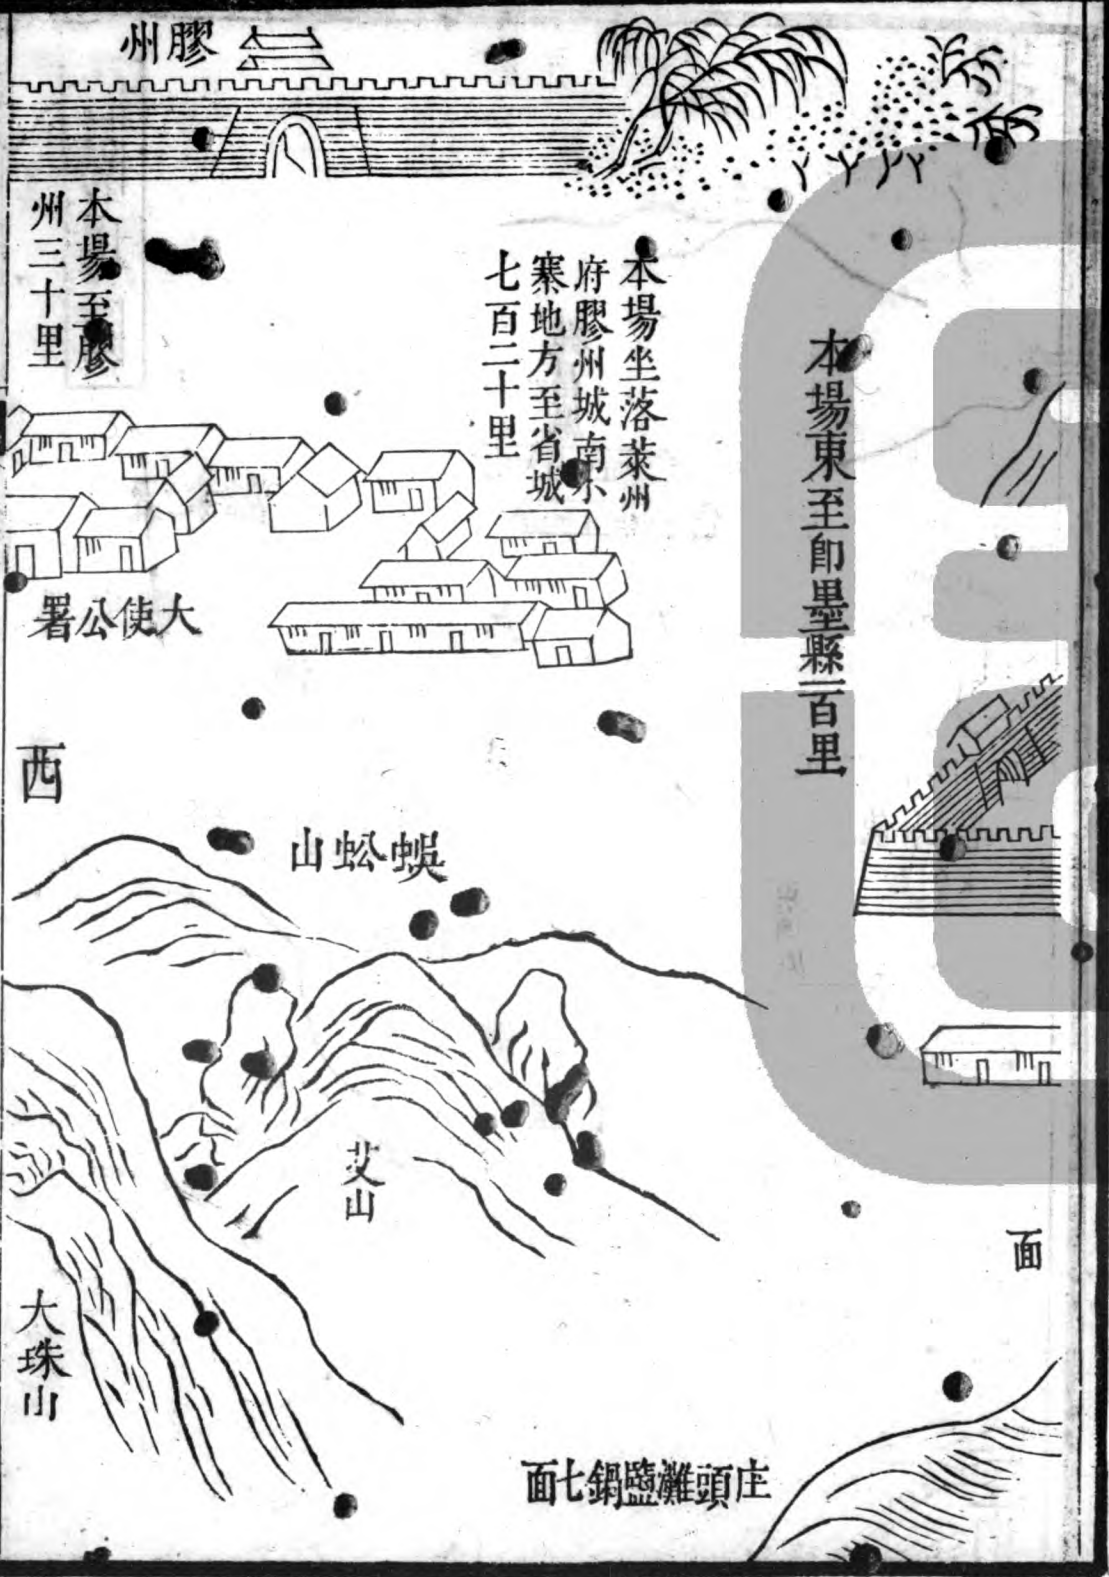 膠州
本場至膠
州三十里
本場坐落萊州
府膠州城南小
寨地方至省城
七百二十里
本場東至即墨縣一百里
大使公署
西
蜈蚣山
艾山
大珠山
面
庄頭灘鹽鍋七面